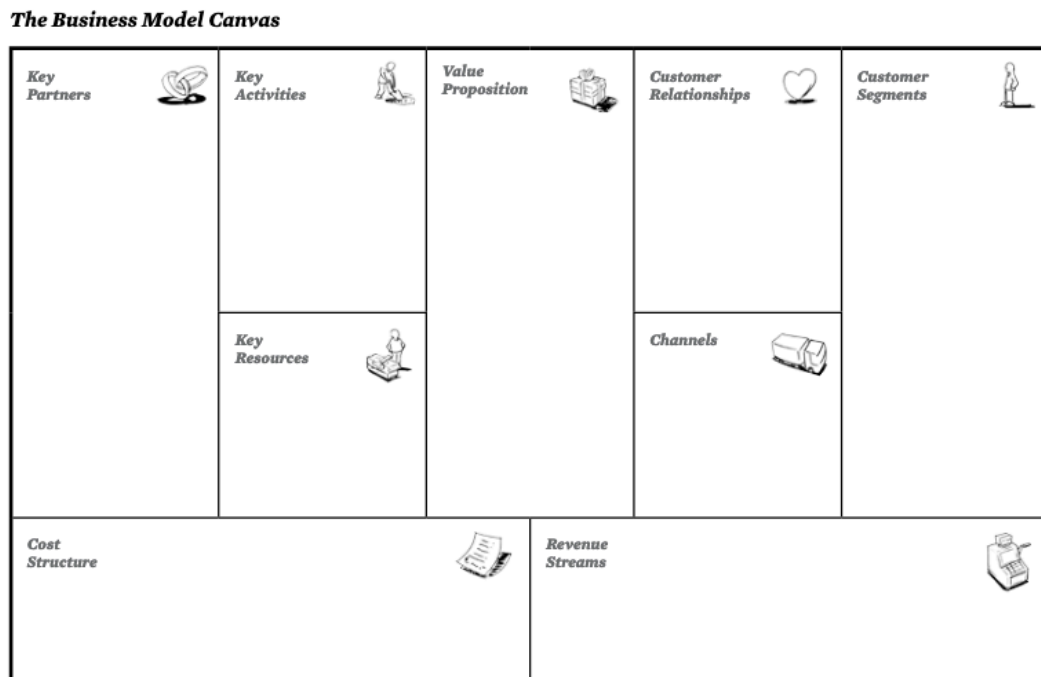 The Business Model Canvas
Key
Partners
Key
Activities
Value
Proposition
Customer
Relationships
Customer
Segments
Key
Resources
Channels
Cost
Structure
Revenue
Streams